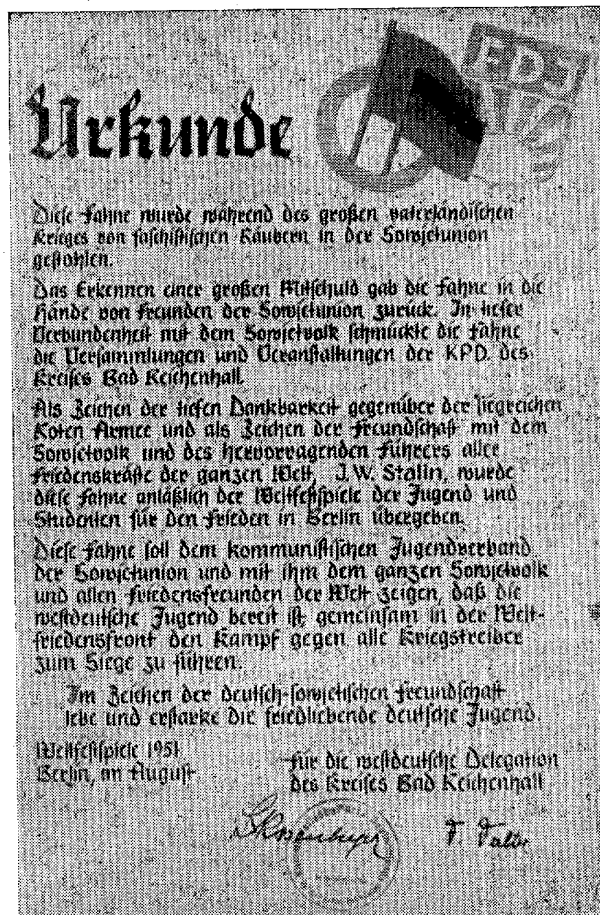 FDJ
Urkunde
Diese Fahne wurde während des großen vaterländischen
Krieges von faschistischen Räubern in der Sowjetunion
gestohlen.
Das Erkennen einer großen Mitschuld gab die Fahne in die
Hände von Freunden der Sowjetunion zurück. In tiefer
Verbundenheit mit dem Sowjetvolk schmückte die Fahne
die Versammlungen und Veranstaltungen der KPD. des
Kreises Bad Reichenhall.
Als Zeichen der tiefen Dankbarkeit gegenüber der siegreichen
Roten Armee und als Zeichen der Freundschaft mit dem
Sowjetvolk und des hervorragenden Führers aller
Friedenskräfte der ganzen Welt, J.W. Stalin, wurde
diese Fahne anläßlich der Weltfestspiele der Jugend und
Studenten für den Frieden in Berlin übergeben.
Diese Fahne soll dem kommunistischen Jugendverband
der Sowjetunion und mit ihm dem ganzen Sowjetvolk
und allen Friedensfreunden der Welt zeigen, daß die
westdeutsche Jugend bereit ist, gemeinsam in der Welt-
friedensfront den Kampf gegen alle Kriegstreiber
zum Siege zu führen.
Im Zeichen der deutsch-sowjetischen Freundschaft
lebe und erstarke die friedliebende deutsche Jugend.
Weltfestspiele 1951
Berlin, im August
für die westdeutsche Delegation
des Kreises Bad Reichenhall